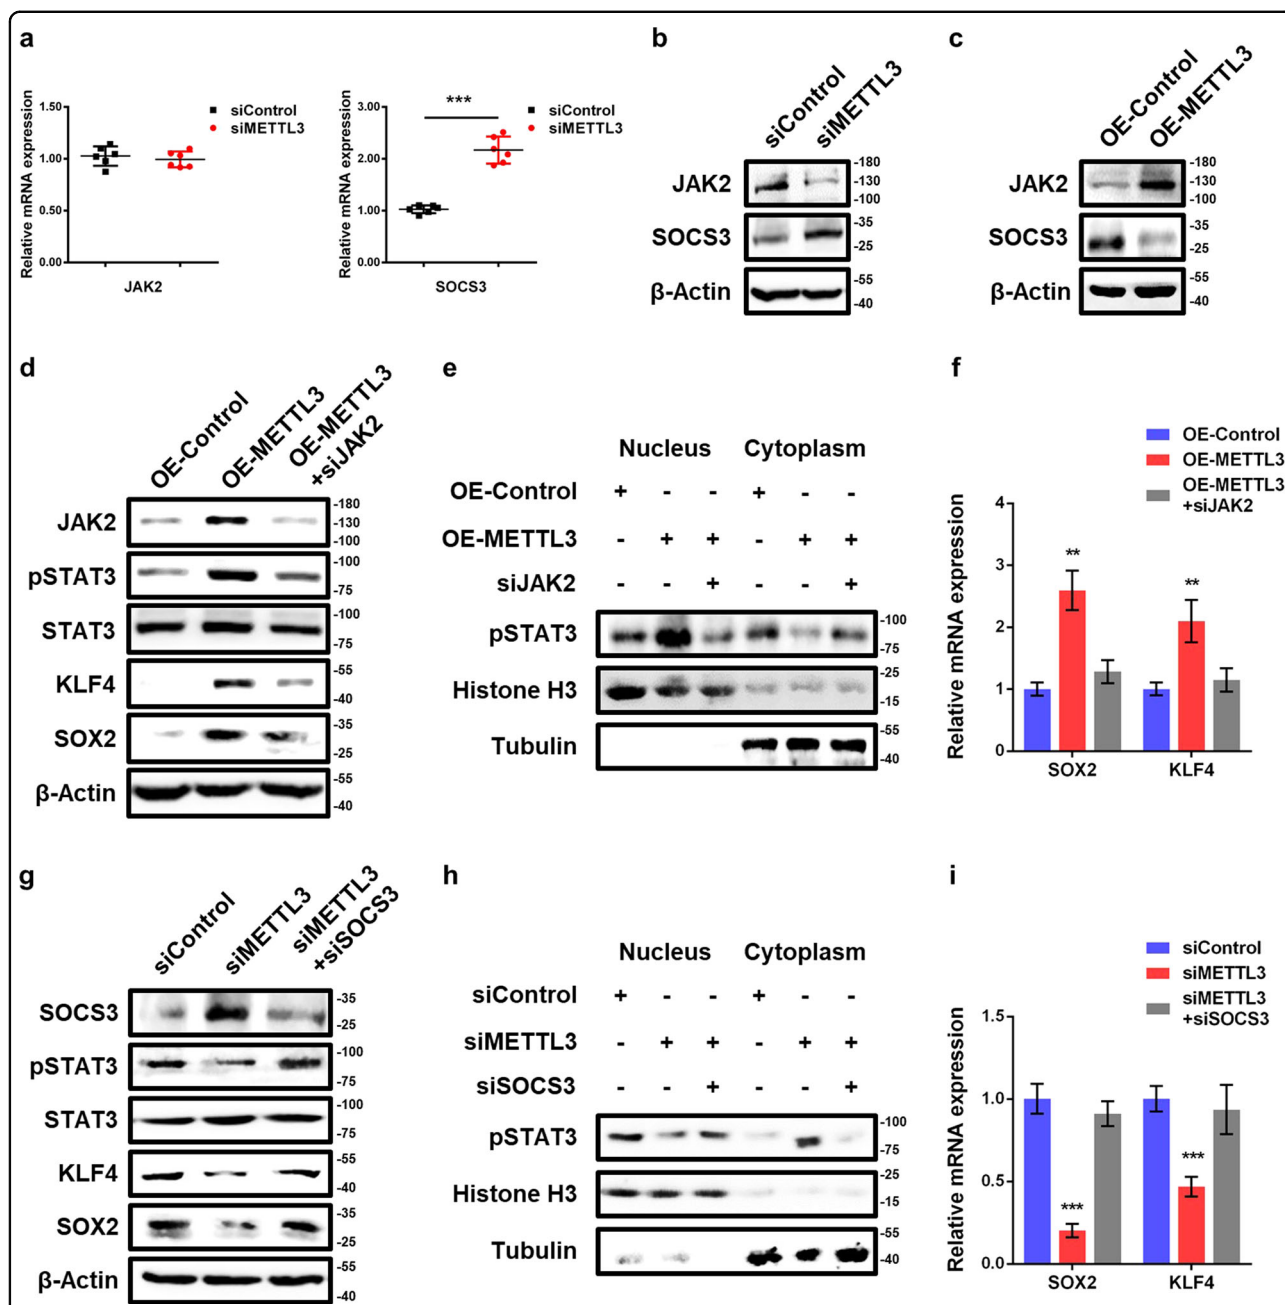 a
Relative mRNA expression
1.50
1.00
0.50
0.00
JAK2
siControl
siMETTL3
Relative mRNA expression
3.00
2.00
1.00
0.00
***
SOCS3
siControl
siMETTL3
b
siControl
siMETTL3
JAK2
-180
-130
-100
SOCS3
-35
-25
β-Actin
-55
-40
c
OE-Control
OE-METTL3
JAK2
-180
-130
-100
SOCS3
-35
-25
β-Actin
-55
-40
d
OE-Control
OE-METTL3
OE-METTL3
+siJAK2
JAK2
-180
-130
-100
pSTAT3
-100
-75
STAT3
-100
-75
KLF4
-55
-40
SOX2
-35
-25
β-Actin
-55
-40
e
Nucleus Cytoplasm
OE-Control + - - + - -
OE-METTL3 - + + - + +
siJAK2 - - + - - +
pSTAT3
-100
-75
Histone H3
-25
-15
Tubulin
-55
-40
f
OE-Control
OE-METTL3
OE-METTL3
+siJAK2
Relative mRNA expression
4
3
2
1
0
**
**
SOX2 KLF4
g
siControl
siMETTL3
siMETTL3
+siSOCS3
SOCS3
-35
-25
pSTAT3
-100
-75
STAT3
-100
-75
KLF4
-55
-40
SOX2
-35
-25
β-Actin
-55
-40
h
Nucleus Cytoplasm
siControl + - - + - -
siMETTL3 - + + - + +
siSOCS3 - - + - - +
pSTAT3
-100
-75
Histone H3
-25
-15
Tubulin
-55
-40
i
siControl
siMETTL3
siMETTL3
+siSOCS3
Relative mRNA expression
1.5
1.0
0.5
0.0
***
***
SOX2 KLF4